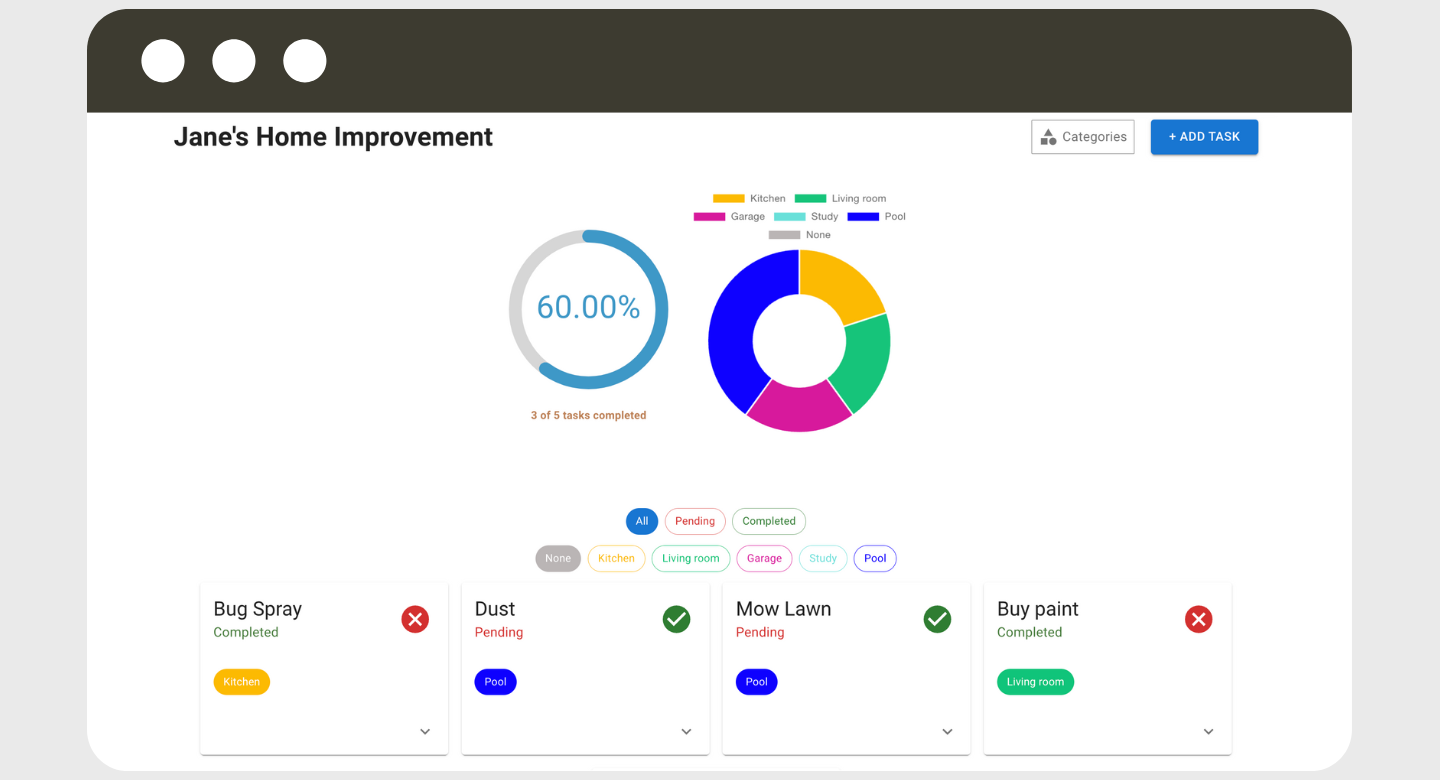 Jane's Home Improvement
Categories
+ ADD TASK
Kitchen Living room
Garage Study Pool
None
60.00%
3 of 5 tasks completed
All Pending Completed
None Kitchen Living room Garage Study Pool
Bug Spray
Completed
Kitchen
Dust
Pending
Pool
Mow Lawn
Pending
Pool
Buy paint
Completed
Living room